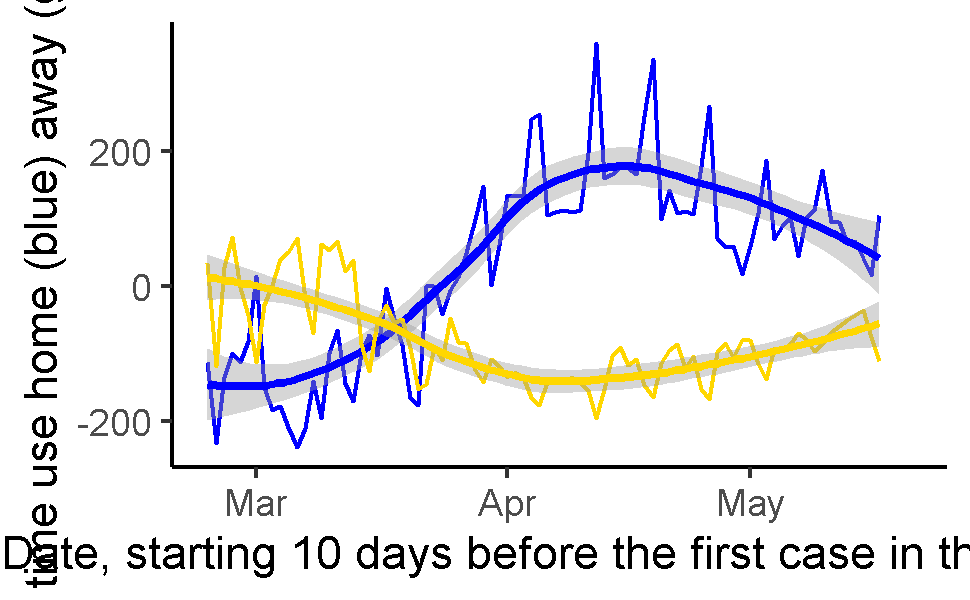 time use home (blue) away (
200
0
-200
Mar
Apr
May
Date, starting 10 days before the first case in th